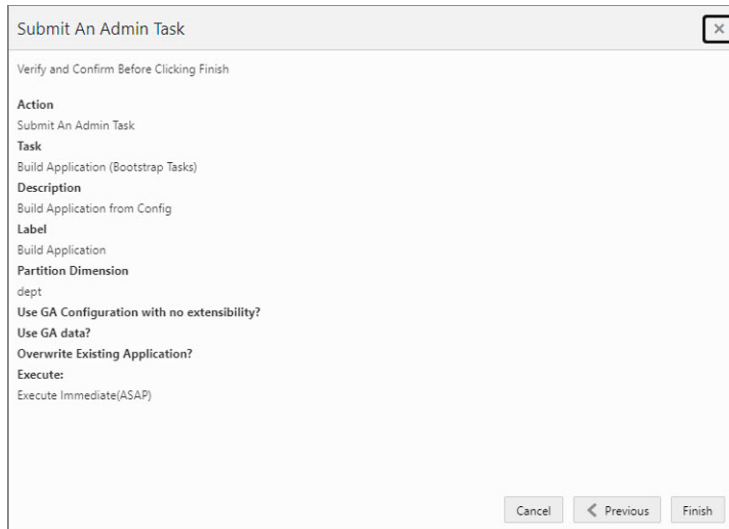 Submit An Admin Task
Verify and Confirm Before Clicking Finish
Action
Submit An Admin Task
Task
Build Application (Bootstrap Tasks)
Description
Build Application from Config
Label
Build Application
Partition Dimension
dept
Use GA Configuration with no extensibility?
Use GA data?
Overwrite Existing Application?
Execute:
Execute Immediate(ASAP)
Cancel Previous Finish